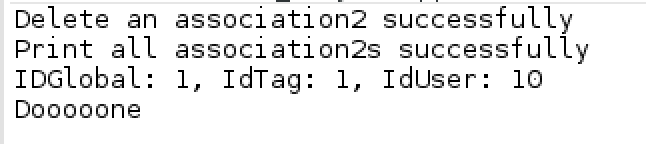 Delete an association2 successfully
Print all association2s successfully
IDGlobal: 1, IdTag: 1, IdUser: 10
Dooooone